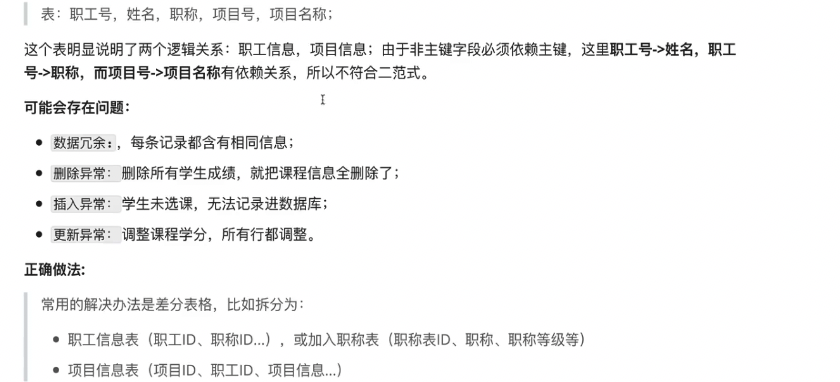 表：职工号，姓名，职称，项目号，项目名称；
这个表明显说明了两个逻辑关系：职工信息，项目信息；由于非主键字段必须依赖主键，这里职工号->姓名，职工
号->职称，而项目号->项目名称有依赖关系，所以不符合二范式。
可能会存在问题：
• 数据冗余：，每条记录都含有相同信息；
• 删除异常：删除所有学生成绩，就把课程信息全删除了；
• 插入异常：学生未选课，无法记录进数据库；
• 更新异常：调整课程学分，所有行都调整。
正确做法:
常用的解决办法是差分表格，比如拆分为：
• 职工信息表（职工ID、职称ID...），或加入职称表（职称表ID、职称、职称等级等）
• 项目信息表（项目ID、职工ID、项目信息...）